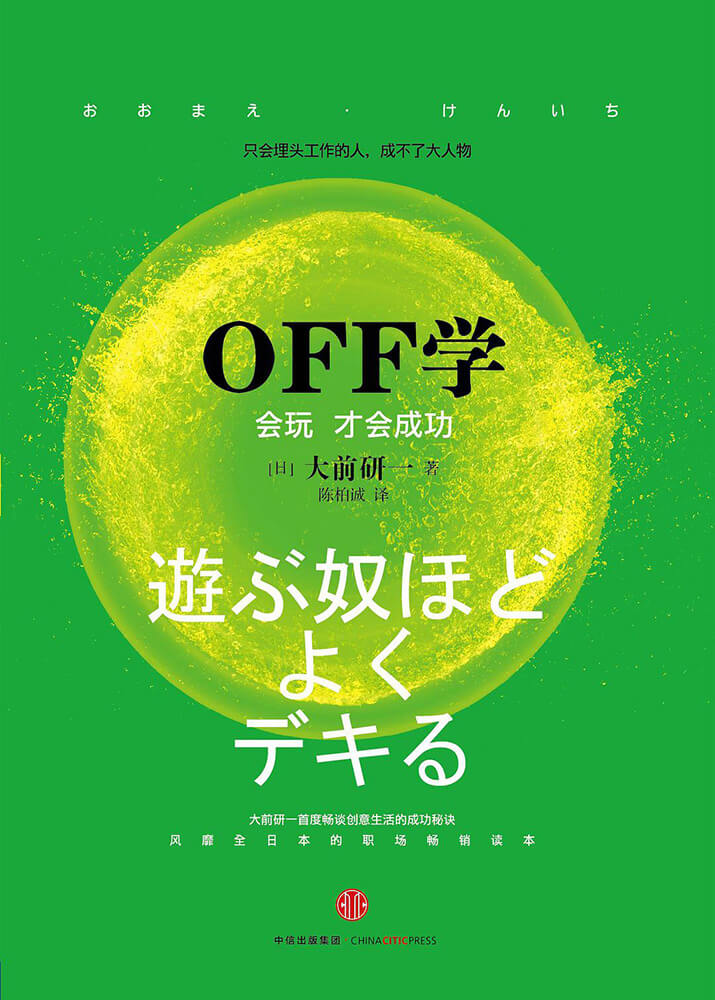 おおまえ・けんいち
只会埋头工作的人，成不了大人物
OFF学
会玩 才会成功
［日］大前研一 著
陈柏诚 译
遊ぶ奴ほど
よく
デキる
大前研一首度畅谈创意生活的成功秘诀
风靡全日本的职场畅销读本
中信出版集团·CHINACITICPRESS